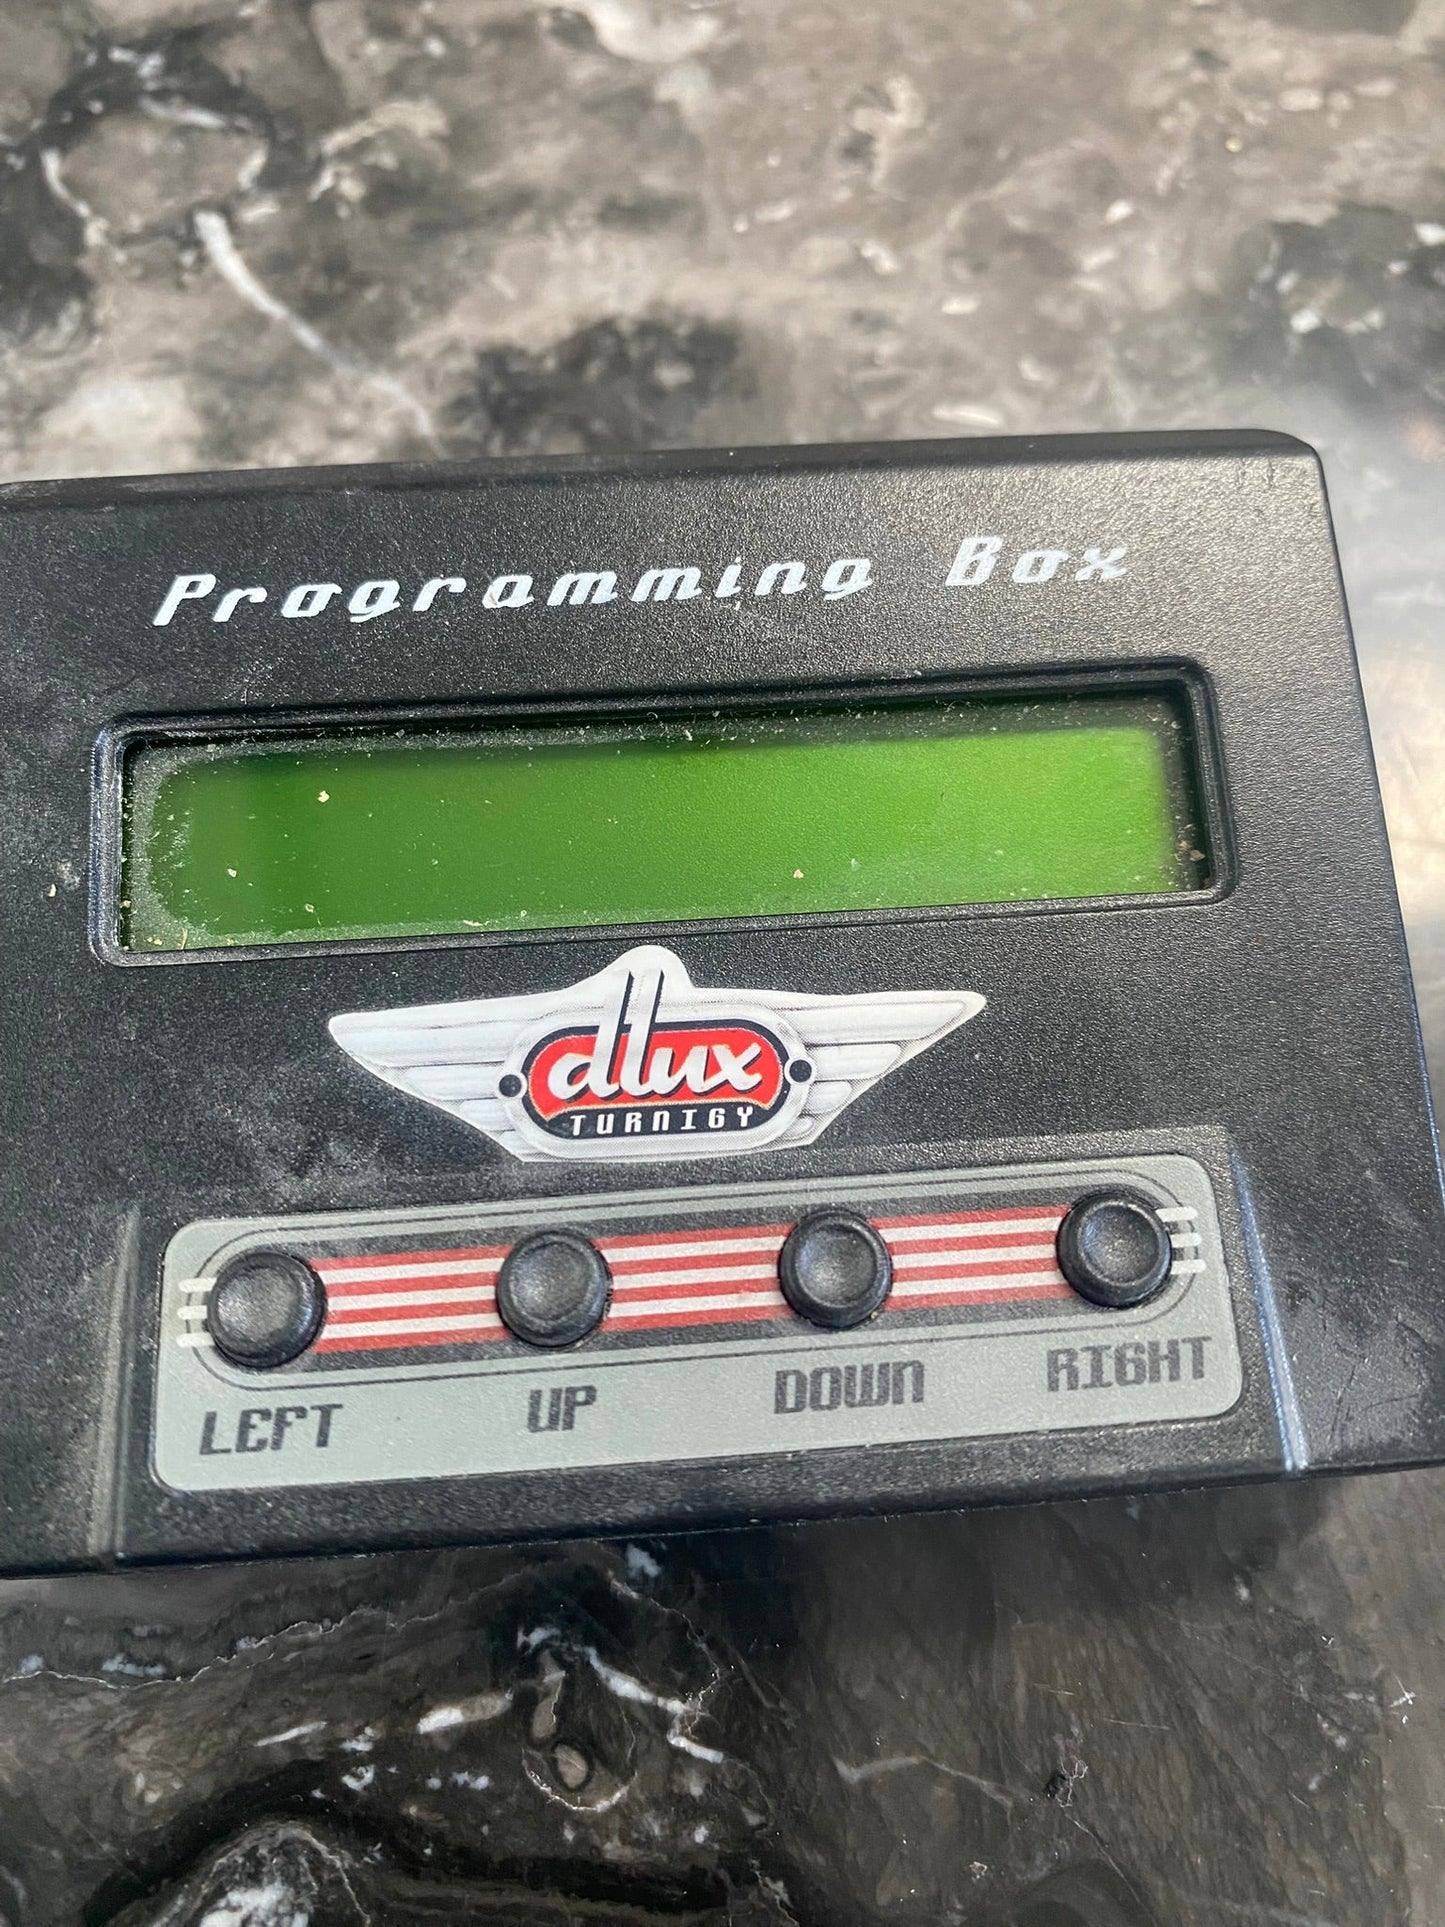 Programming Box
dlux
TURNIGY
LEFT UP DOWN RIGHT